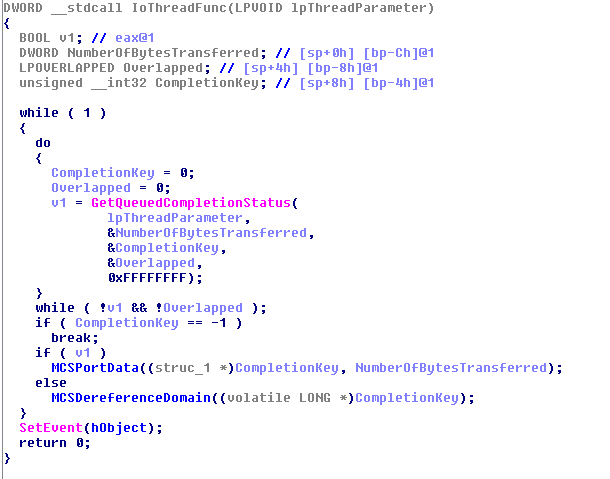 DWORD __stdcall IoThreadFunc(LPVOID lpThreadParameter)
{
BOOL v1; // eax@1
DWORD NumberOfBytesTransferred; // [sp+0h] [bp-Ch]@1
LPOVERLAPPED Overlapped; // [sp+4h] [bp-8h]@1
unsigned __int32 CompletionKey; // [sp+8h] [bp-4h]@1
while ( 1 )
{
do
{
CompletionKey = 0;
Overlapped = 0;
v1 = GetQueuedCompletionStatus(
lpThreadParameter,
&NumberOfBytesTransferred,
&CompletionKey,
&Overlapped,
0xFFFFFFFF);
}
while ( !v1 && !Overlapped );
if ( CompletionKey == -1 )
break;
if ( v1 )
MCSPortData((struc_1 *)CompletionKey, NumberOfBytesTransferred);
else
MCSDereferenceDomain((volatile LONG *)CompletionKey);
}
SetEvent(hObject);
return 0;
}